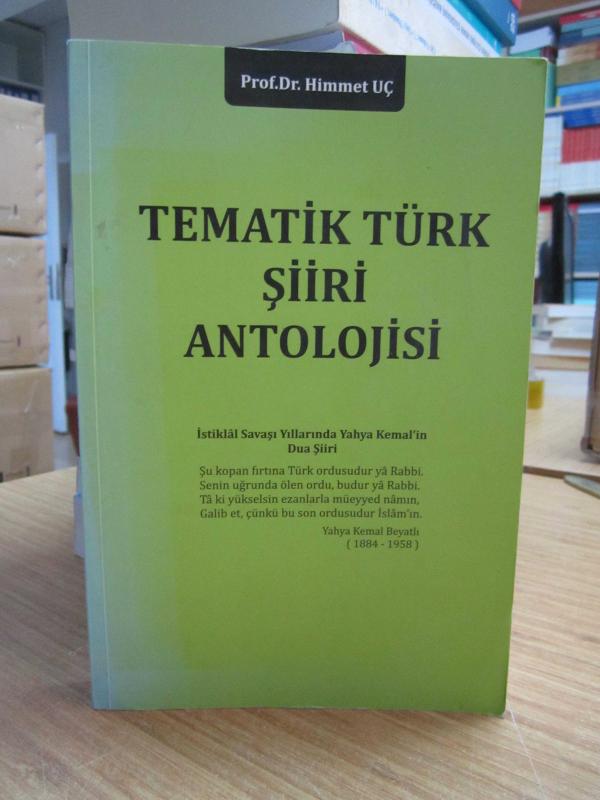 Prof.Dr. Himmet UÇ
TEMATİK TÜRK
ŞİİRİ
ANTOLOJİSİ
İstiklâl Savaşı Yıllarında Yahya Kemal'in
Dua Şiiri
Şu kopan fırtına Türk ordusudur yâ Rabbi.
Senin uğrunda ölen ordu, budur yâ Rabbi.
Tâ ki yükselsin ezanlarla müeyyed nâmın,
Galib et, çünkü bu son ordusudur İslâm'ın.
Yahya Kemal Beyatlı
( 1884 - 1958 )